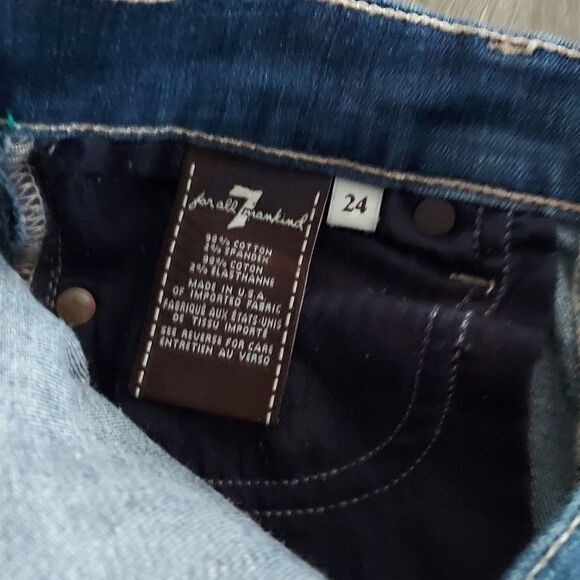 7
for all mankind
24
98% COTTON
2% SPANDEX
98% COTON
2% ÉLASTHANNE
MADE IN U.S.A
OF IMPORTED FABRIC
FABRIQUÉ AUX ÉTATS-UNIS
DE TISSU IMPORTÉ
SEE REVERSE FOR CARE
ENTRETIEN AU VERSO